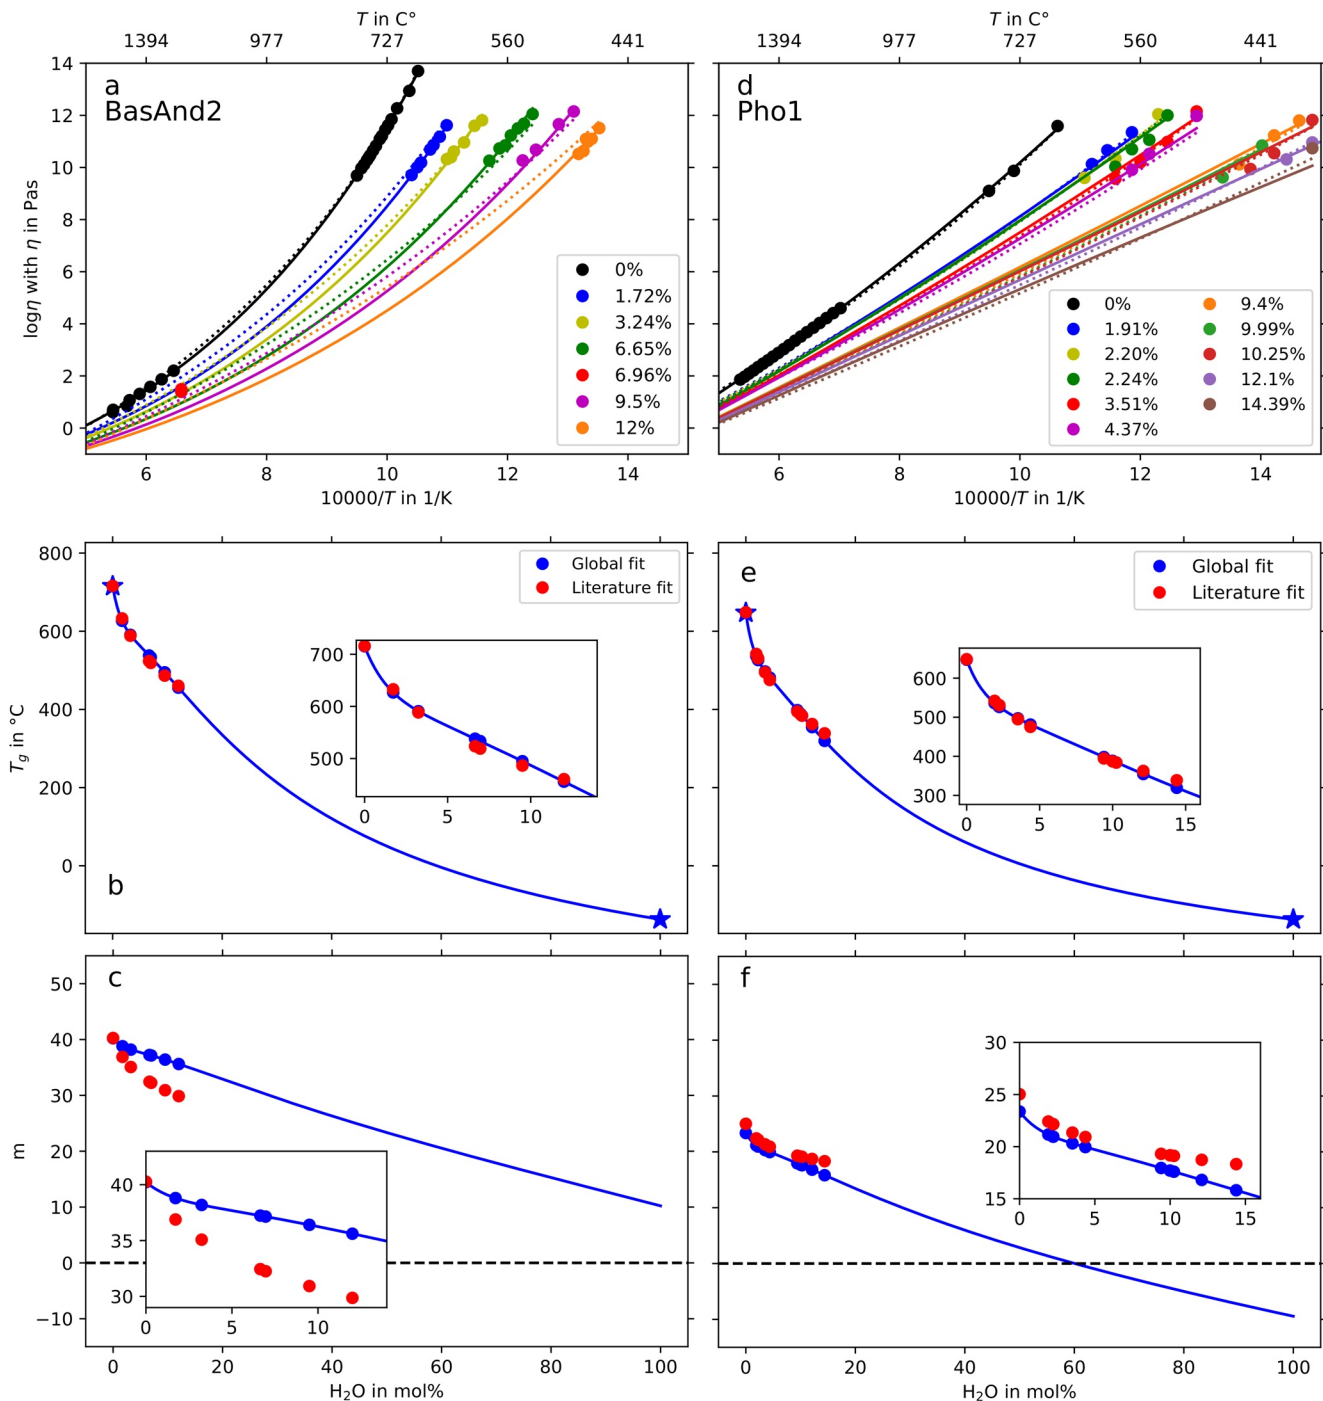 T in C°
1394 977 727 560 441
a
BasAnd2
logη with η in Pas
14
12
10
8
6
4
2
0
0%
1.72%
3.24%
6.65%
6.96%
9.5%
12%
6 8 10 12 14
10000/T in 1/K
T in C°
1394 977 727 560 441
d
Pho1
0% 9.4%
1.91% 9.99%
2.20% 10.25%
2.24% 12.1%
3.51% 14.39%
4.37%
6 8 10 12 14
10000/T in 1/K
Tg in °C
800
600
400
200
0
Global fit
Literature fit
700
600
500
0 5 10
b
e
Global fit
Literature fit
600
500
400
300
0 5 10 15
m
50
40
30
20
10
0
−10
c
40
35
30
0 5 10
0 20 40 60 80 100
H₂O in mol%
f
30
25
20
15
0 5 10 15
0 20 40 60 80 100
H₂O in mol%